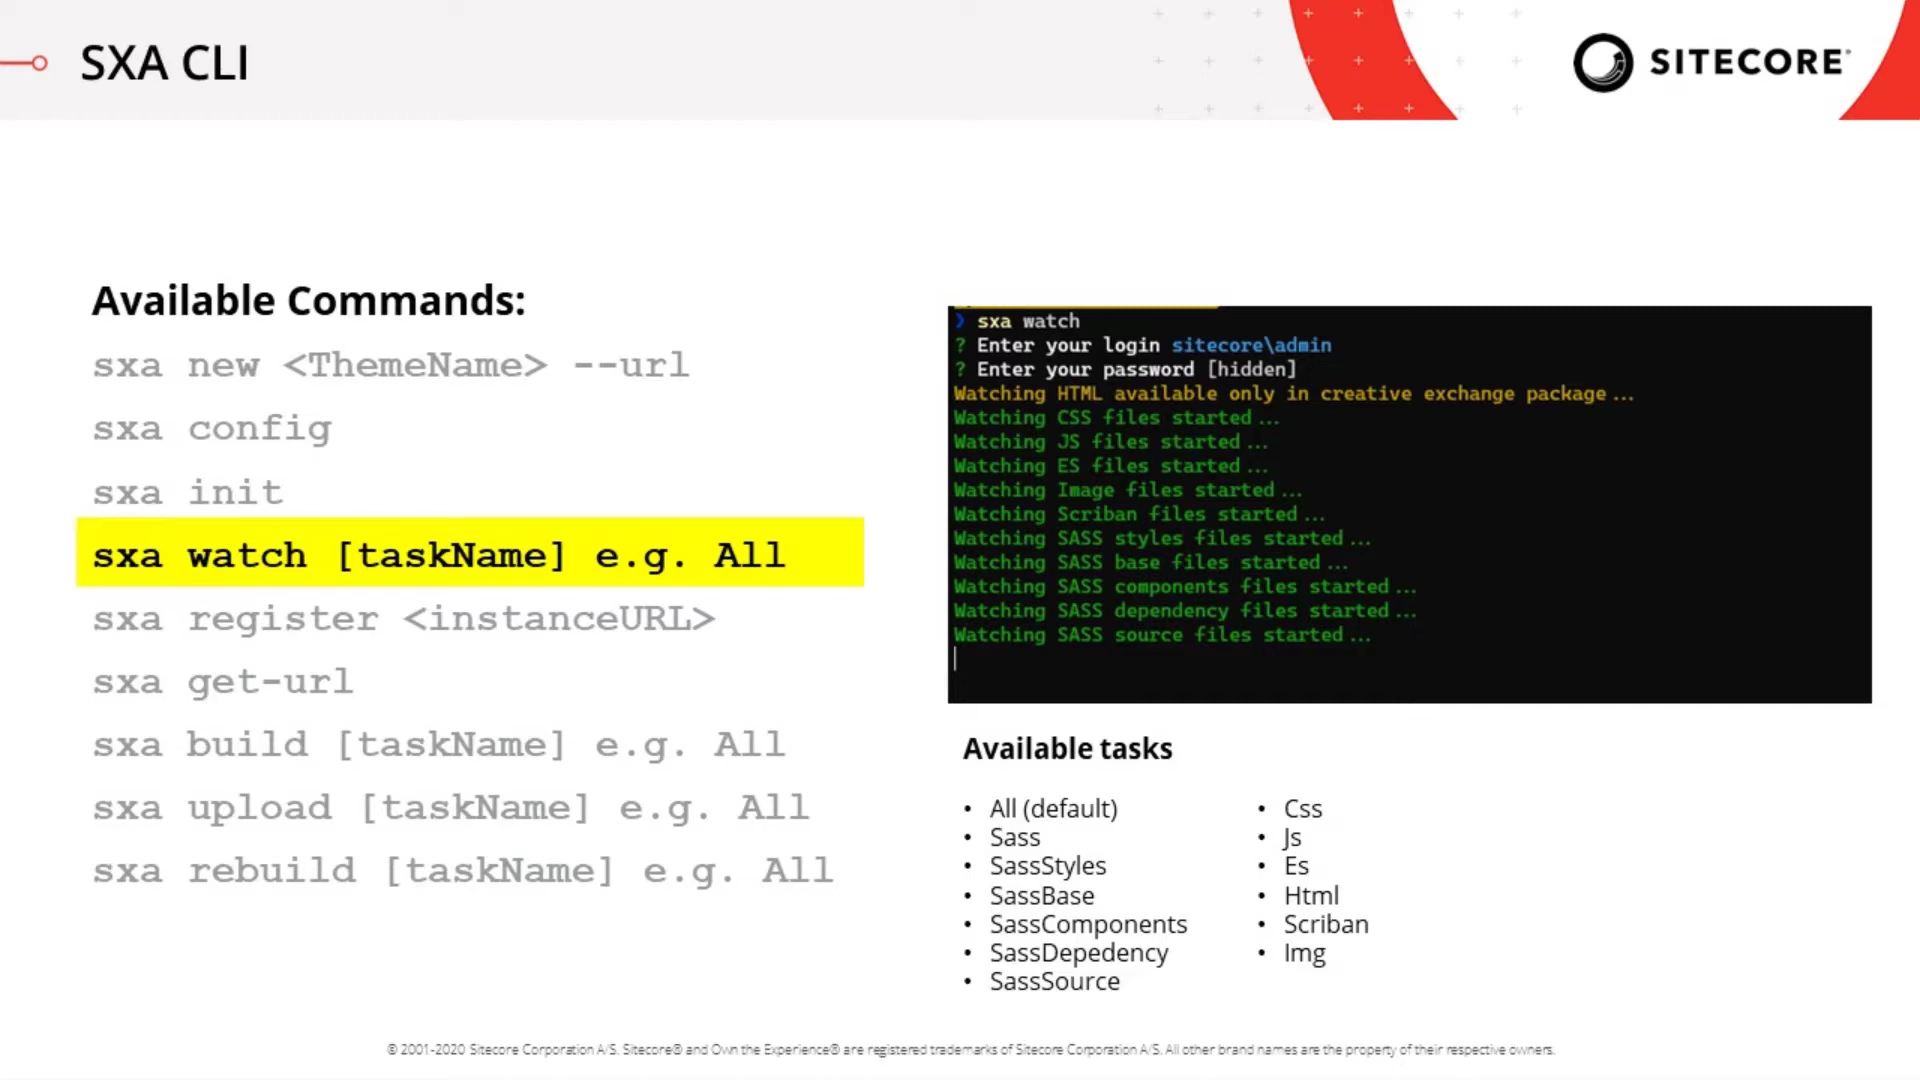 SXA CLI
SITECORE
Available Commands:
sxa new <ThemeName> --url
sxa config
sxa init
sxa watch [taskName] e.g. All
sxa register <instanceURL>
sxa get-url
sxa build [taskName] e.g. All
sxa upload [taskName] e.g. All
sxa rebuild [taskName] e.g. All
❯ sxa watch
? Enter your login sitecore\admin
? Enter your password [hidden]
Watching HTML available only in creative exchange package...
Watching CSS files started...
Watching JS files started...
Watching ES files started...
Watching Image files started...
Watching Scriban files started...
Watching SASS styles files started...
Watching SASS base files started...
Watching SASS components files started...
Watching SASS dependency files started...
Watching SASS source files started...
Available tasks
• All (default)
• Sass
• SassStyles
• SassBase
• SassComponents
• SassDepedency
• SassSource
• Css
• Js
• Es
• Html
• Scriban
• Img
© 2001-2020 Sitecore Corporation A/S. Sitecore® and Own the Experience® are registered trademarks of Sitecore Corporation A/S. All other brand names are the property of their respective owners.